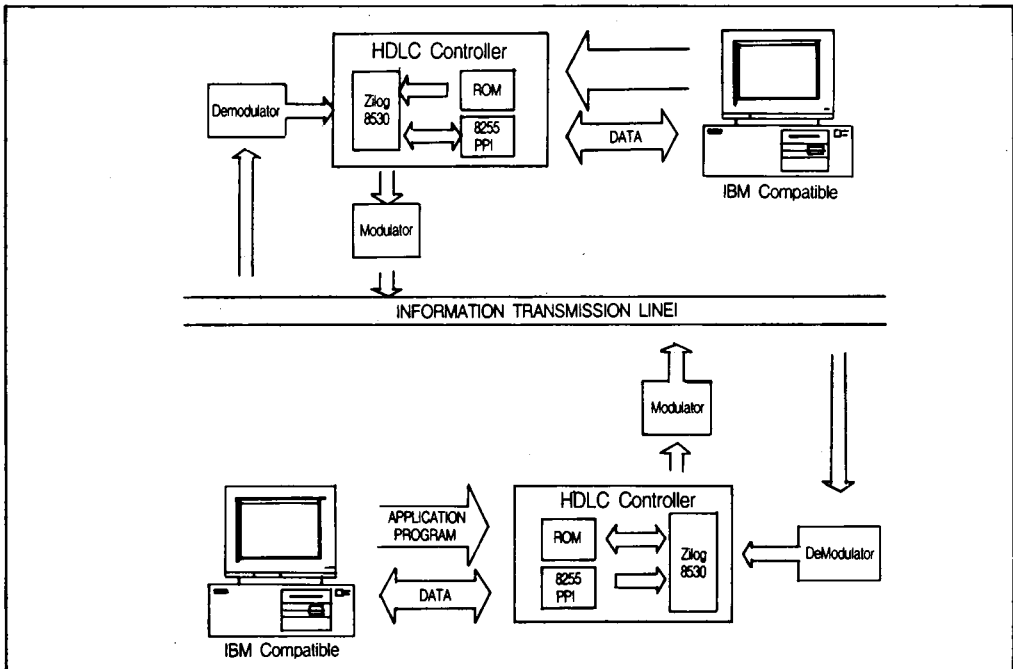 HDLC Controller
Zilog
8530
ROM
8255
PPI
Demodulator
DATA
IBM Compatible
Modulator
INFORMATION TRANSMISSION LINEI
Modulator
APPLICATION
PROGRAM
DATA
IBM Compatible
HDLC Controller
ROM
8255
PPI
Zilog
8530
DeModulator